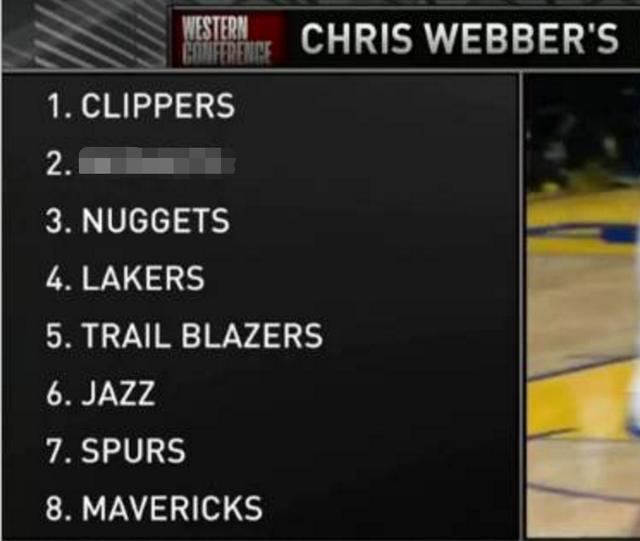 WESTERN
CONFERENCE
CHRIS WEBBER'S
1. CLIPPERS
2.
3. NUGGETS
4. LAKERS
5. TRAIL BLAZERS
6. JAZZ
7. SPURS
8. MAVERICKS